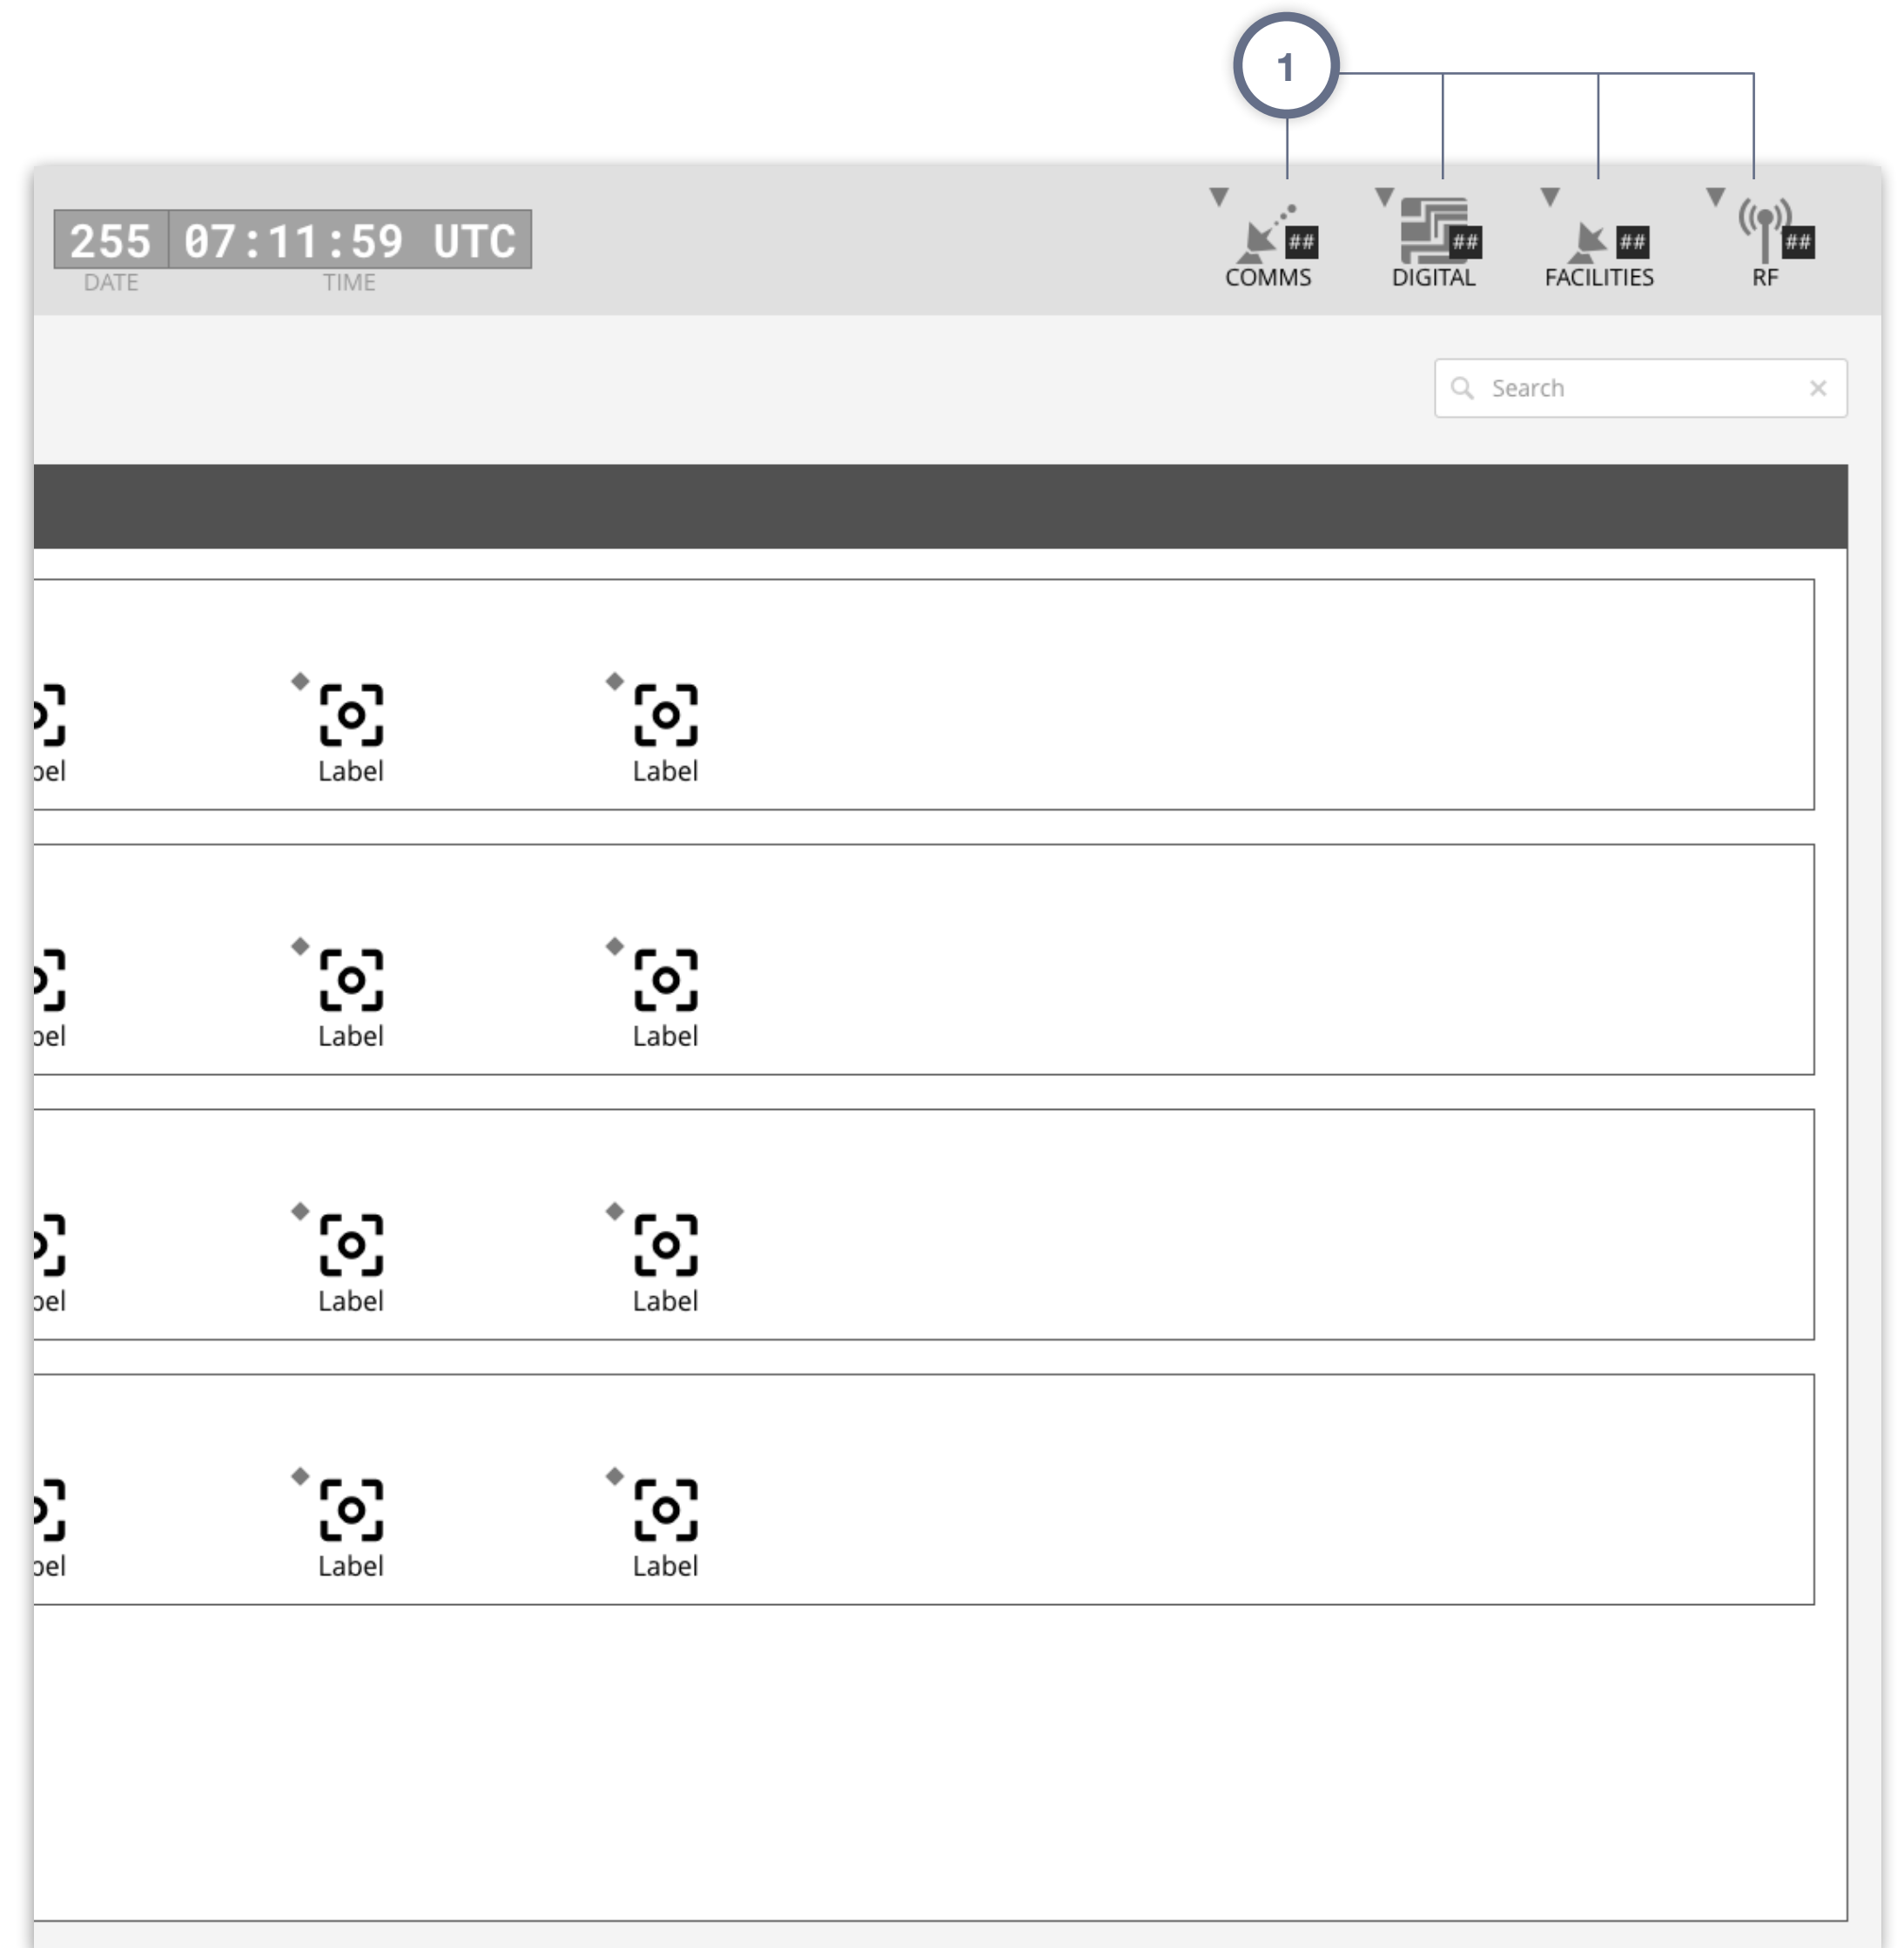 1
255 07:11:59 UTC
DATE TIME
## ## ## ##
COMMS DIGITAL FACILITIES RF
Search
Label Label
Label Label
Label Label
Label Label